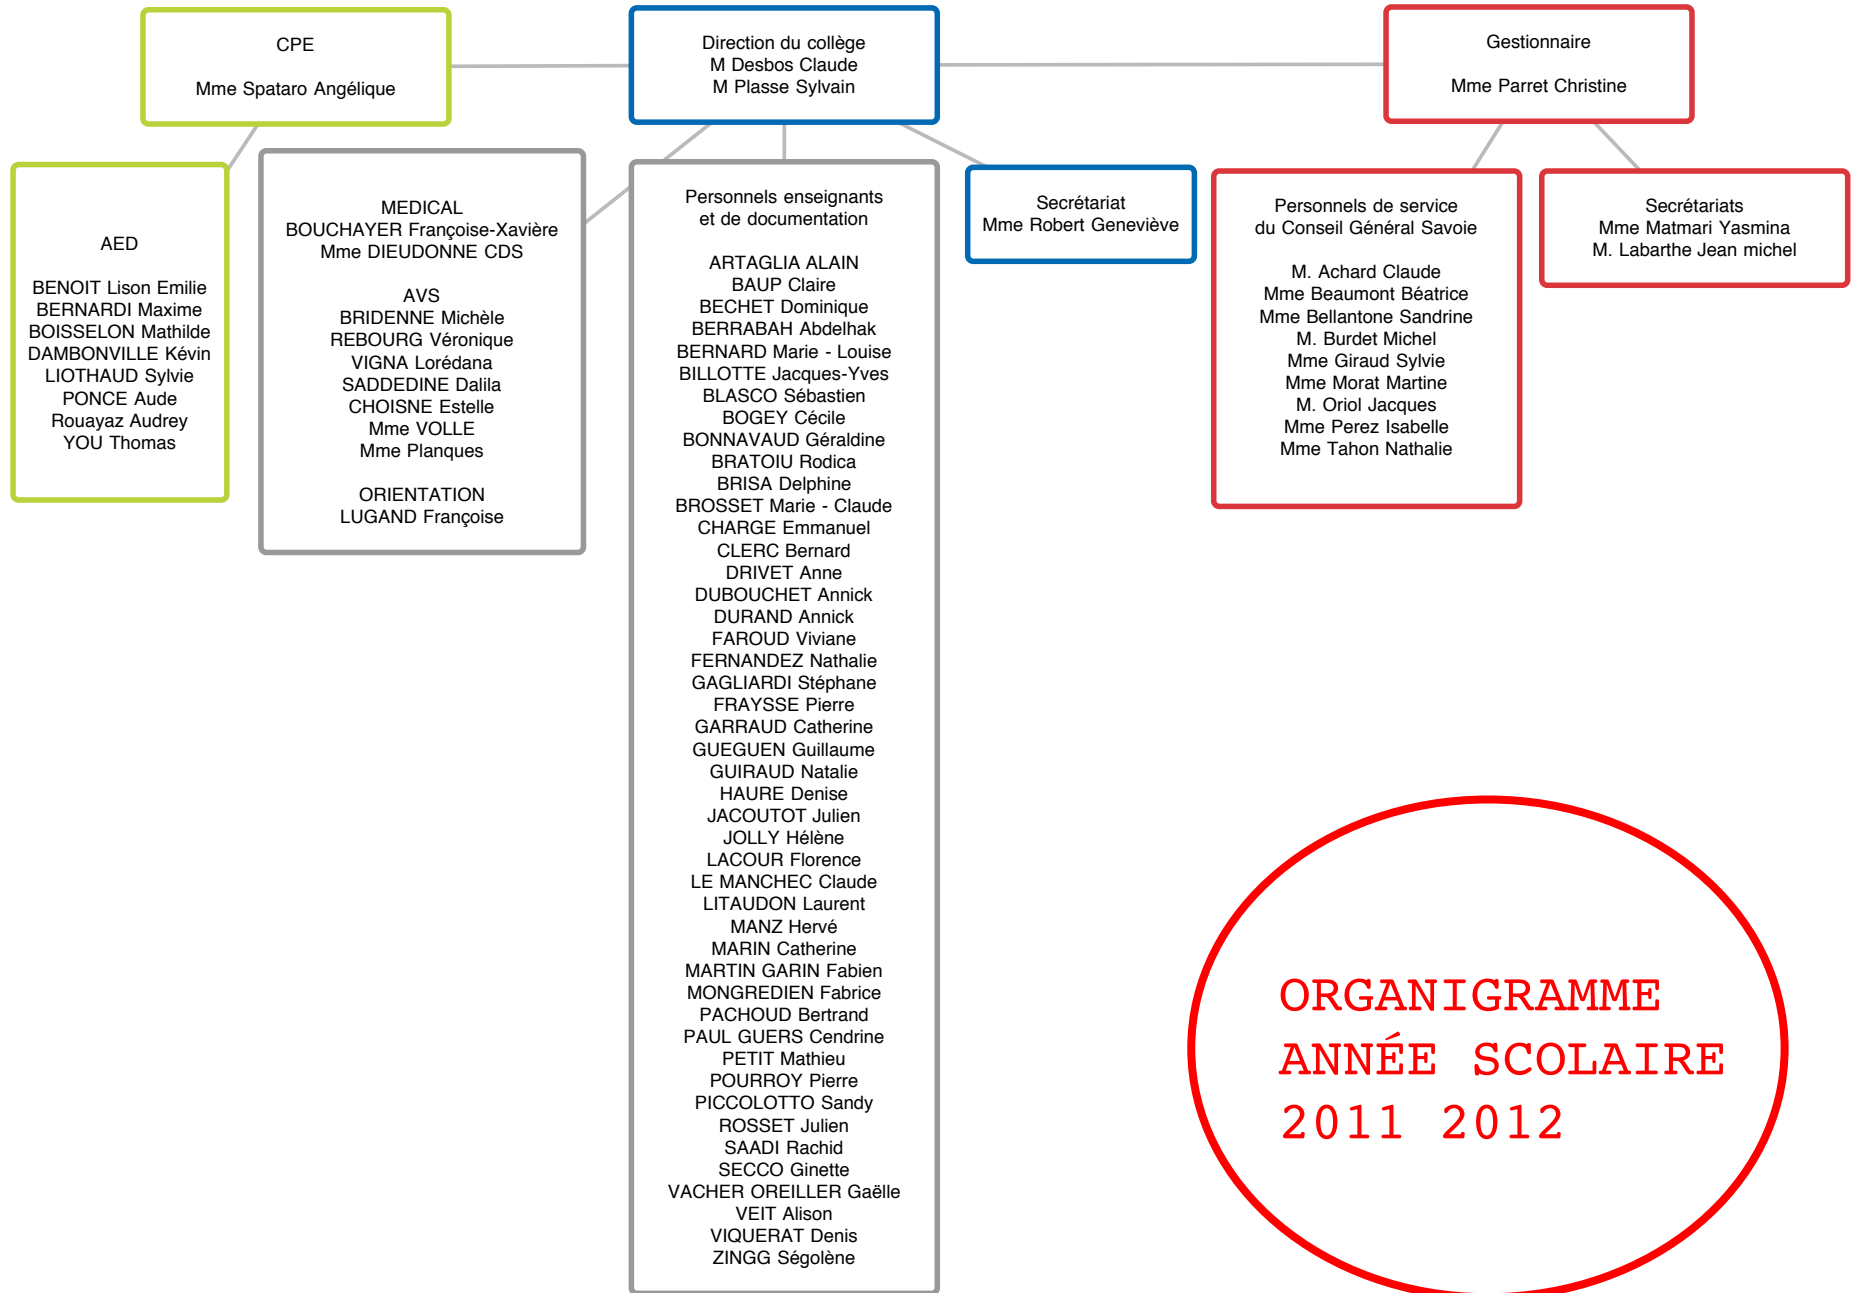 CPE
Mme Spataro Angélique
Direction du collège
M Desbos Claude
M Plasse Sylvain
Gestionnaire
Mme Parret Christine
AED
BENOIT Lison Emilie
BERNARDI Maxime
BOISSELON Mathilde
DAMBONVILLE Kévin
LIOTHAUD Sylvie
PONCE Aude
Rouayaz Audrey
YOU Thomas
MEDICAL
BOUCHAYER Françoise-Xavière
Mme DIEUDONNE CDS
AVS
BRIDENNE Michèle
REBOURG Véronique
VIGNA Lorédana
SADDEDINE Dalila
CHOISNE Estelle
Mme VOLLE
Mme Planques
ORIENTATION
LUGAND Françoise
Personnels enseignants
et de documentation
ARTAGLIA ALAIN
BAUP Claire
BECHET Dominique
BERRABAH Abdelhak
BERNARD Marie - Louise
BILLOTTE Jacques-Yves
BLASCO Sébastien
BOGEY Cécile
BONNAVAUD Géraldine
BRATOIU Rodica
BRISA Delphine
BROSSET Marie - Claude
CHARGE Emmanuel
CLERC Bernard
DRIVET Anne
DUBOUCHET Annick
DURAND Annick
FAROUD Viviane
FERNANDEZ Nathalie
GAGLIARDI Stéphane
FRAYSSE Pierre
GARRAUD Catherine
GUEGUEN Guillaume
GUIRAUD Natalie
HAURE Denise
JACOUTOT Julien
JOLLY Hélène
LACOUR Florence
LE MANCHEC Claude
LITAUDON Laurent
MANZ Hervé
MARIN Catherine
MARTIN GARIN Fabien
MONGREDIEN Fabrice
PACHOUD Bertrand
PAUL GUERS Cendrine
PETIT Mathieu
POURROY Pierre
PICCOLOTTO Sandy
ROSSET Julien
SAADI Rachid
SECCO Ginette
VACHER OREILLER Gaëlle
VEIT Alison
VIQUERAT Denis
ZINGG Ségolène
Secrétariat
Mme Robert Geneviève
Personnels de service
du Conseil Général Savoie
M. Achard Claude
Mme Beaumont Béatrice
Mme Bellantone Sandrine
M. Burdet Michel
Mme Giraud Sylvie
Mme Morat Martine
M. Oriol Jacques
Mme Perez Isabelle
Mme Tahon Nathalie
Secrétariats
Mme Matmari Yasmina
M. Labarthe Jean michel
ORGANIGRAMME
ANNÉE SCOLAIRE
2011 2012